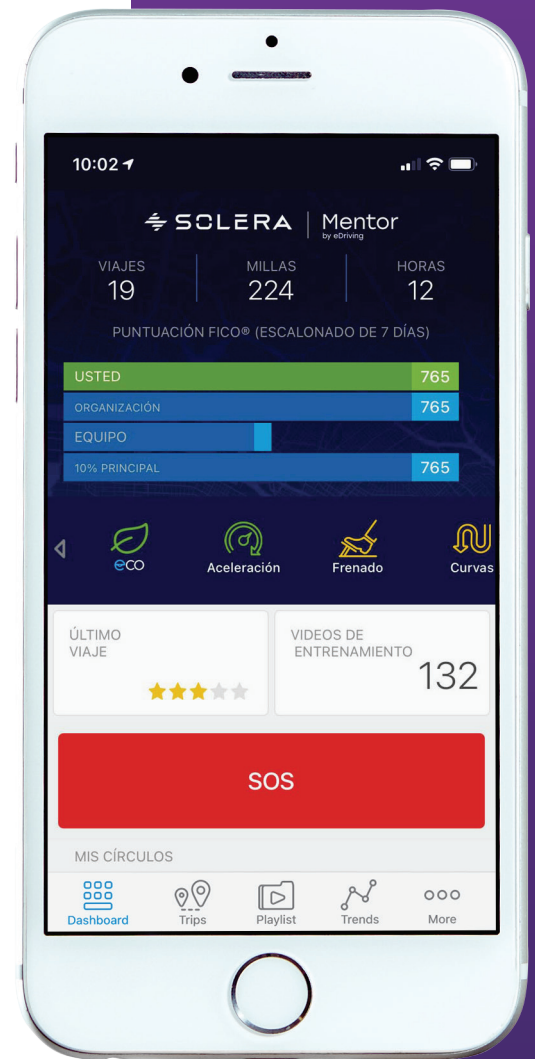 10:02
SOLERA | Mentor
by eDriving
VIAJES MILLAS HORAS
19 224 12
PUNTUACIÓN FICO® (ESCALONADO DE 7 DÍAS)
USTED 765
ORGANIZACIÓN 765
EQUIPO
10% PRINCIPAL 765
eco Aceleración Frenado Curvas
ÚLTIMO
VIAJE
VIDEOS DE
ENTRENAMIENTO
132
SOS
MIS CÍRCULOS
Dashboard Trips Playlist Trends More